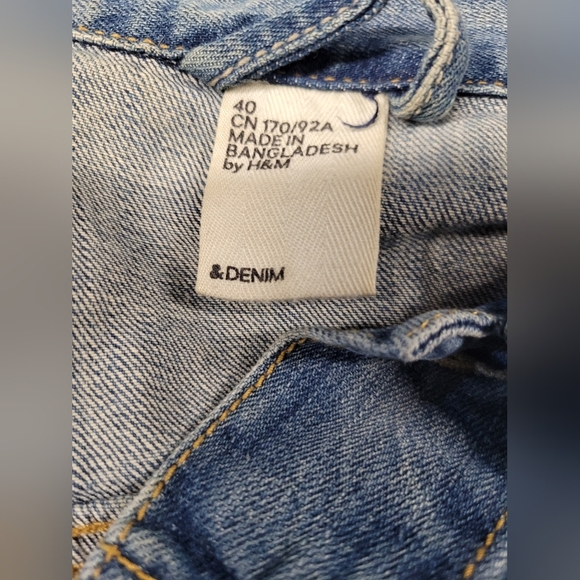 40
CN 170/92A
MADE IN
BANGLADESH
by H&M
&DENIM